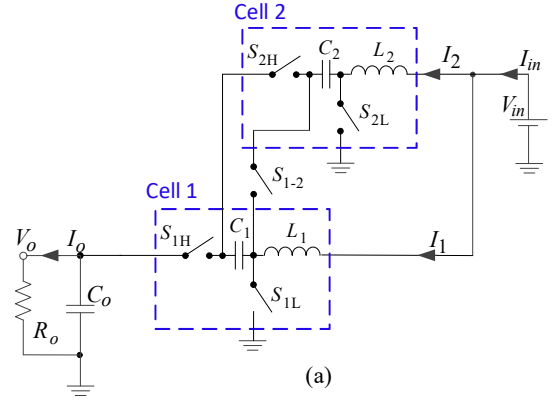 Cell 2
S2H
C2
L2
I2
Iin
S2L
Vin
S1-2
Cell 1
Vo
Io
S1H
C1
L1
I1
Co
S1L
Ro
(a)